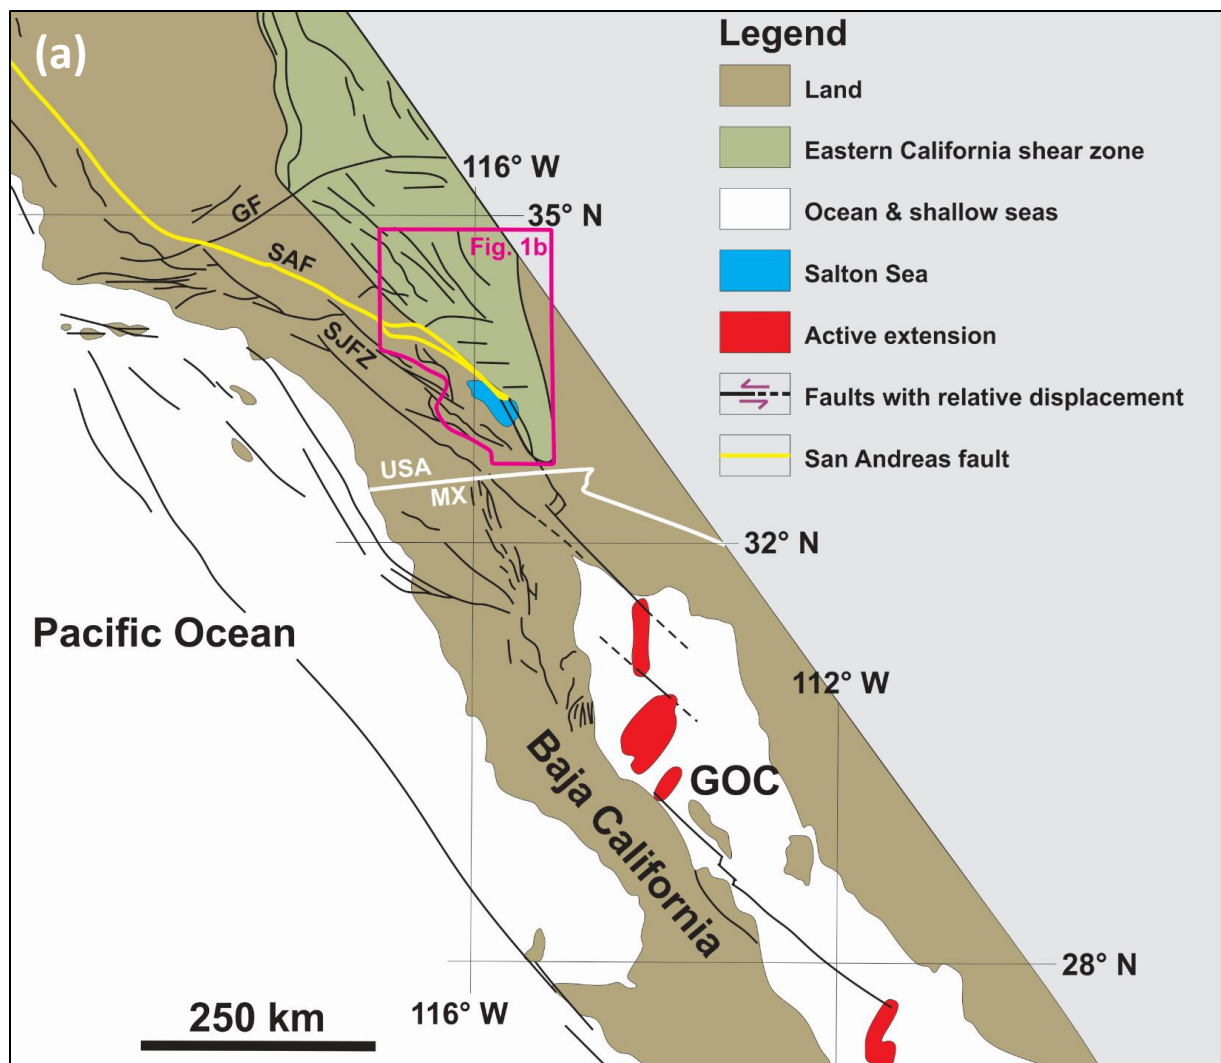 (a)
Legend
Land
Eastern California shear zone
Ocean & shallow seas
Salton Sea
Active extension
Faults with relative displacement
San Andreas fault
116° W
35° N
GF
Fig. 1b
SAF
SJFZ
USA
MX
32° N
Pacific Ocean
112° W
GOC
Baja California
28° N
116° W
250 km